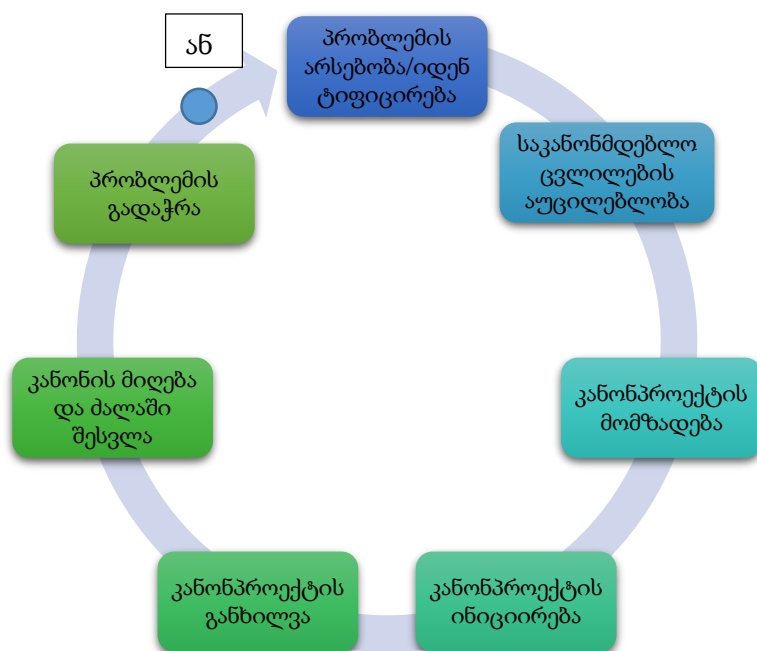 ან
პრობლემის
არსებობა/იდენ
ტიფიცირება
საკანონმდებლო
ცვლილების
აუცილებლობა
კანონპროექტის
მომზადება
კანონპროექტის
ინიციირება
კანონპროექტის
განხილვა
კანონის მიღება
და ძალაში
შესვლა
პრობლემის
გადაჭრა